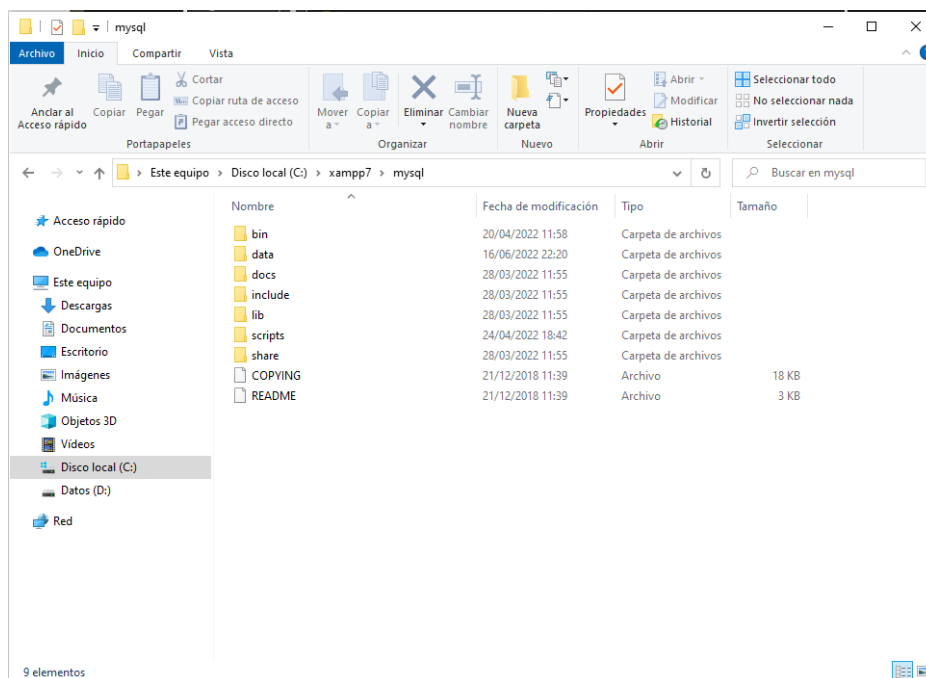 mysql
Archivo Inicio Compartir Vista
Anclar al Acceso rápido
Copiar
Pegar
Cortar
Copiar ruta de acceso
Pegar acceso directo
Portapapeles
Mover a
Copiar a
Eliminar
Cambiar nombre
Organizar
Nueva carpeta
Nuevo
Propiedades
Abrir
Modificar
Historial
Abrir
Seleccionar todo
No seleccionar nada
Invertir selección
Seleccionar
Este equipo > Disco local (C:) > xampp7 > mysql
Buscar en mysql
Acceso rápido
OneDrive
Este equipo
Descargas
Documentos
Escritorio
Imágenes
Música
Objetos 3D
Vídeos
Disco local (C:)
Datos (D:)
Red
Nombre Fecha de modificación Tipo Tamaño
bin 20/04/2022 11:58 Carpeta de archivos
data 16/06/2022 22:20 Carpeta de archivos
docs 28/03/2022 11:55 Carpeta de archivos
include 28/03/2022 11:55 Carpeta de archivos
lib 28/03/2022 11:55 Carpeta de archivos
scripts 24/04/2022 18:42 Carpeta de archivos
share 28/03/2022 11:55 Carpeta de archivos
COPYING 21/12/2018 11:39 Archivo 18 KB
README 21/12/2018 11:39 Archivo 3 KB
9 elementos